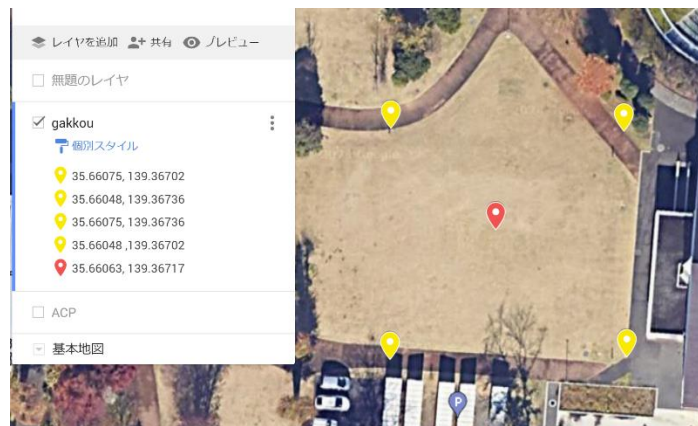 レイヤを追加 共有 プレビュー
無題のレイヤ
gakkou
個別スタイル
35.66075, 139.36702
35.66048, 139.36736
35.66075, 139.36736
35.66048 ,139.36702
35.66063, 139.36717
ACP
基本地図
P